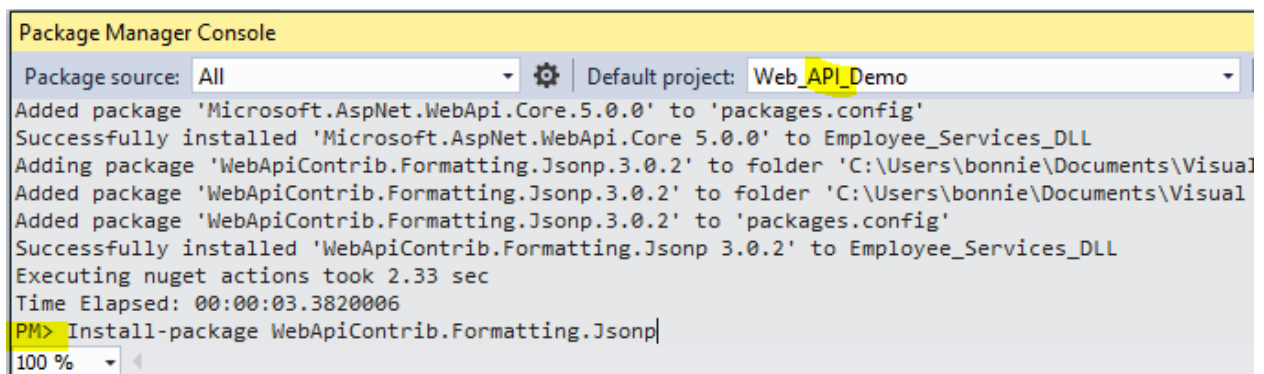 Package Manager Console
Package source: All Default project: Web_API_Demo
Added package 'Microsoft.AspNet.WebApi.Core.5.0.0' to 'packages.config'
Successfully installed 'Microsoft.AspNet.WebApi.Core 5.0.0' to Employee_Services_DLL
Adding package 'WebApiContrib.Formatting.Jsonp.3.0.2' to folder 'C:\Users\bonnie\Documents\Visual
Added package 'WebApiContrib.Formatting.Jsonp.3.0.2' to folder 'C:\Users\bonnie\Documents\Visual
Added package 'WebApiContrib.Formatting.Jsonp.3.0.2' to 'packages.config'
Successfully installed 'WebApiContrib.Formatting.Jsonp 3.0.2' to Employee_Services_DLL
Executing nuget actions took 2.33 sec
Time Elapsed: 00:00:03.3820006
PM> Install-package WebApiContrib.Formatting.Jsonp
100 %